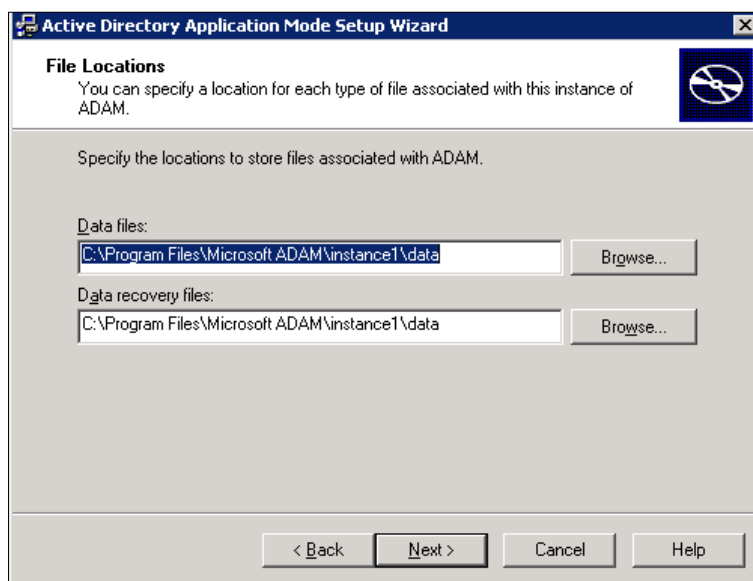 Active Directory Application Mode Setup Wizard
File Locations
You can specify a location for each type of file associated with this instance of
ADAM.
Specify the locations to store files associated with ADAM.
Data files:
C:\Program Files\Microsoft ADAM\instance1\data
Browse...
Data recovery files:
C:\Program Files\Microsoft ADAM\instance1\data
Browse...
< Back
Next >
Cancel
Help